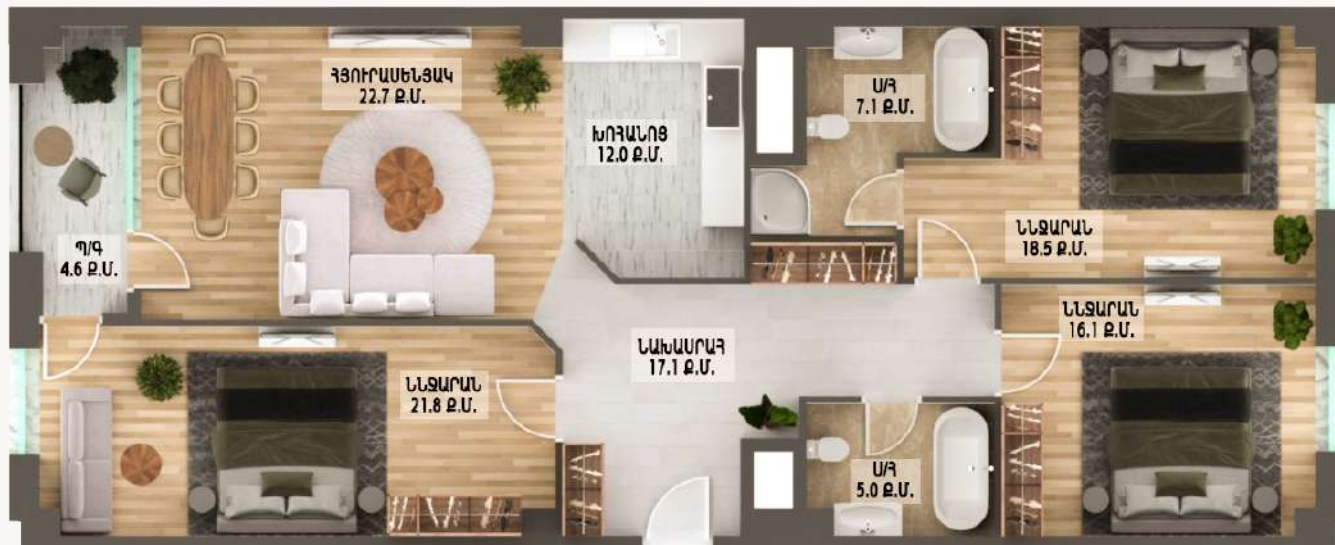 ՀՅՈՒՐԱՍԵՆՅԱԿ
22.7 Ք.Մ.
ԽՈՀԱՆՈՑ
12.0 Ք.Մ.
Ս/Հ
7.1 Ք.Մ.
ՆՆՋԱՐԱՆ
18.5 Ք.Մ.
Պ/Գ
4.6 Ք.Մ.
ՆՆՋԱՐԱՆ
16.1 Ք.Մ.
ՆԱԽԱՍՐԱՀ
17.1 Ք.Մ.
ՆՆՋԱՐԱՆ
21.8 Ք.Մ.
Ս/Հ
5.0 Ք.Մ.